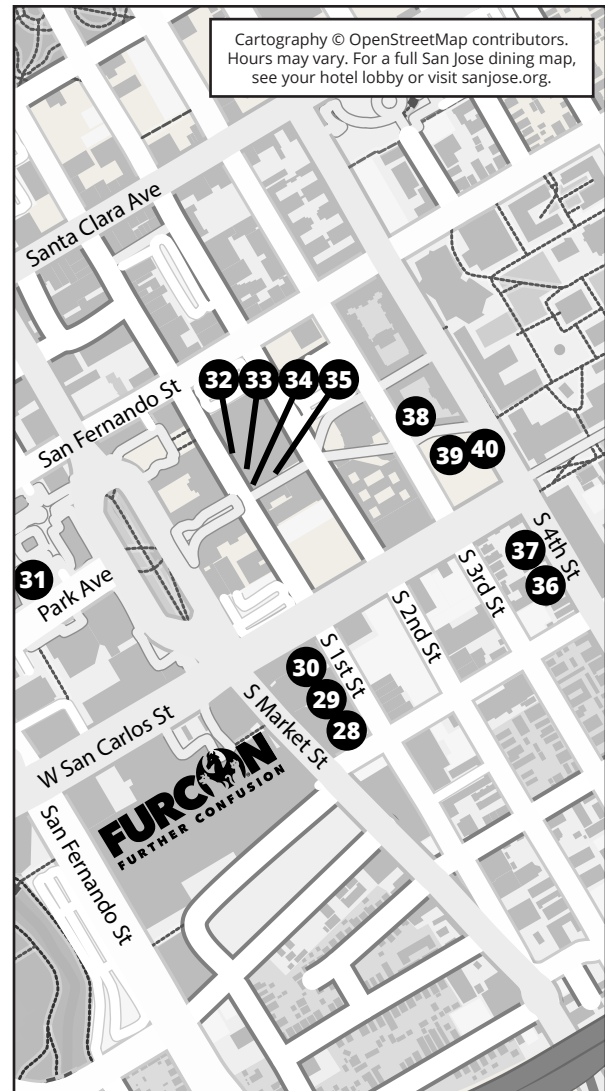 Cartography © OpenStreetMap contributors.
Hours may vary. For a full San Jose dining map,
see your hotel lobby or visit sanjose.org.
Santa Clara Ave
San Fernando St
32
33
34
35
38
39
40
31
Park Ave
S 4th St
37
36
S 3rd St
S 2nd St
S 1st St
30
29
28
S Market St
W San Carlos St
FURCON
FURTHER CONFUSION
San Fernando St